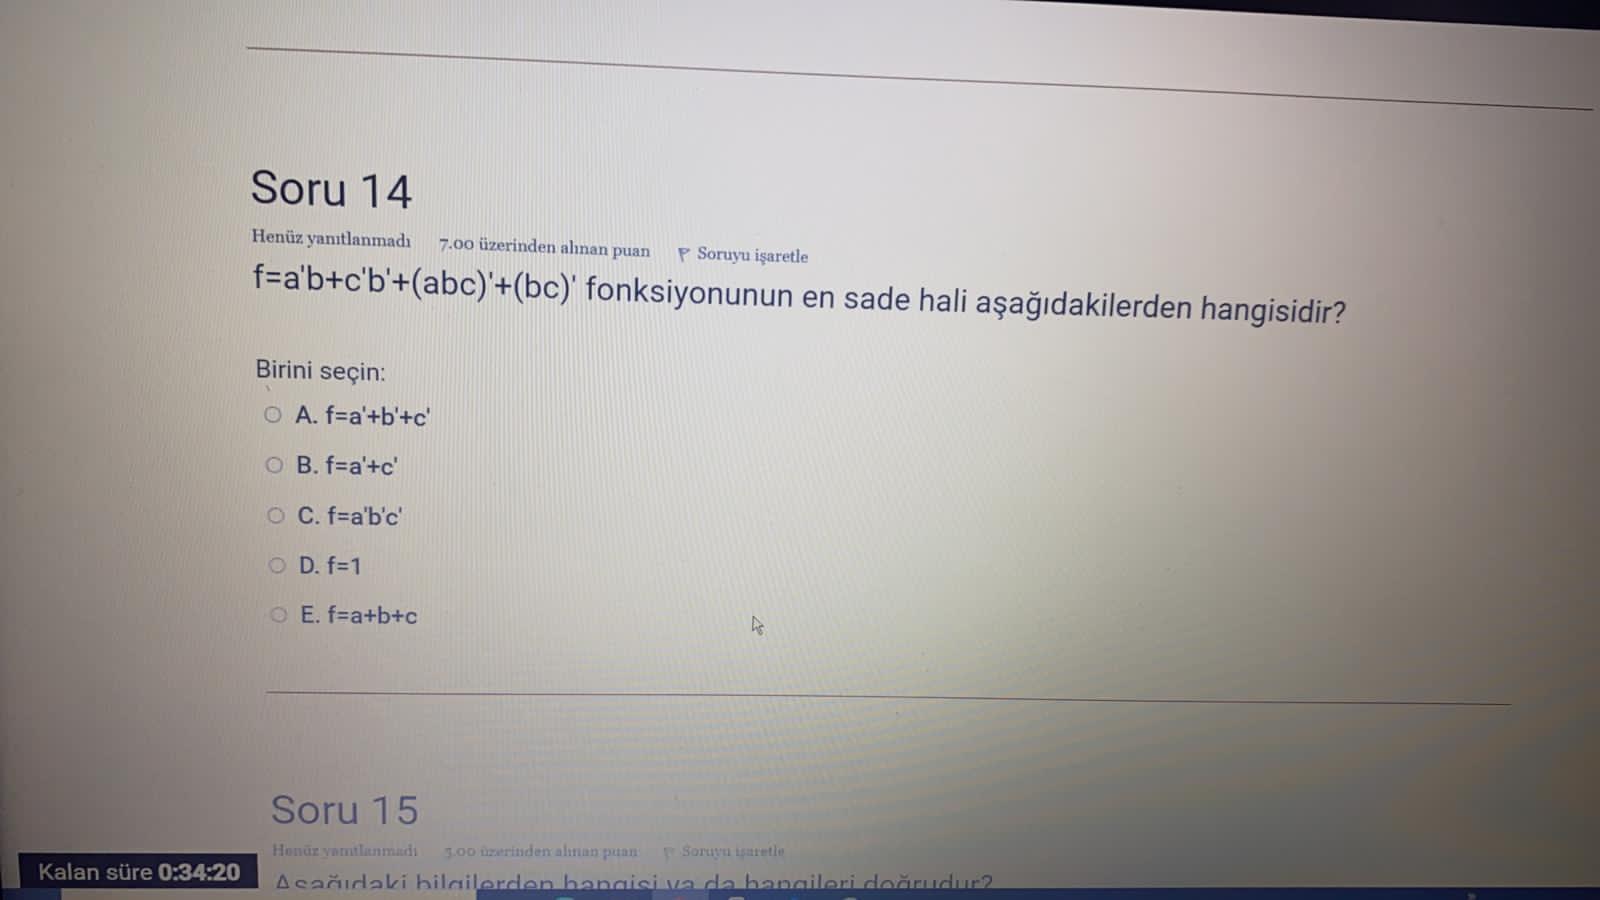 Soru 14
Henüz yanıtlanmadı 7.00 üzerinden alınan puan Soruyu işaretle
f=a'b+c'b'+(abc)'+(bc)' fonksiyonunun en sade hali aşağıdakilerden hangisidir?
Birini seçin:
A. f=a'+b'+c'
B. f=a'+c'
C. f=a'b'c'
D. f=1
E. f=a+b+c
Soru 15
Henüz yanıtlanmadı 3.00 üzerinden alınan puan Soruyu işaretle
Aşağıdaki bilgilerden hangisi ya da hangileri doğrudur?
Kalan süre 0:34:20